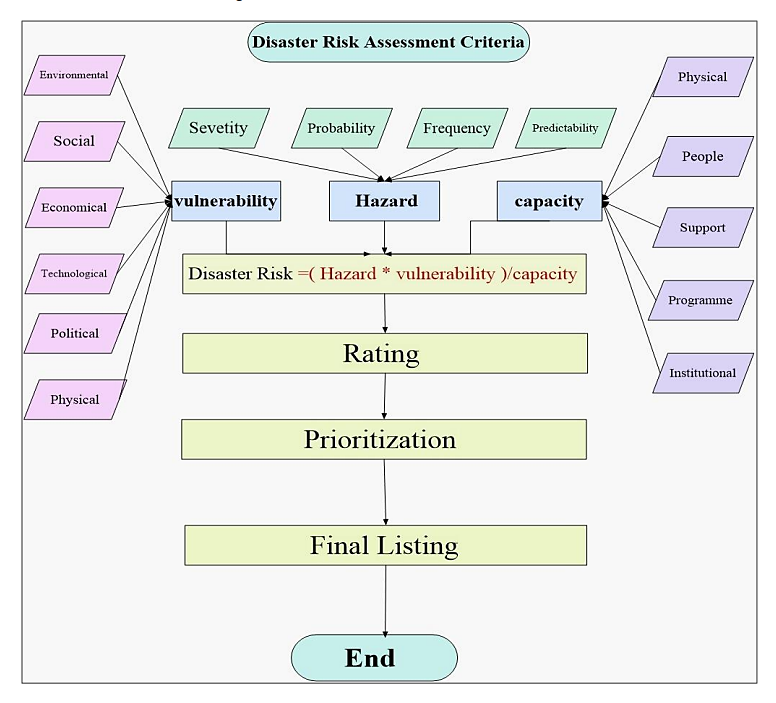 Disaster Risk Assessment Criteria
Environmental
Social
Economical
Technological
Political
Physical
Sevetity
Probability
Frequency
Predictability
Physical
People
Support
Programme
Institutional
vulnerability
Hazard
capacity
Disaster Risk =( Hazard * vulnerability )/capacity
Rating
Prioritization
Final Listing
End